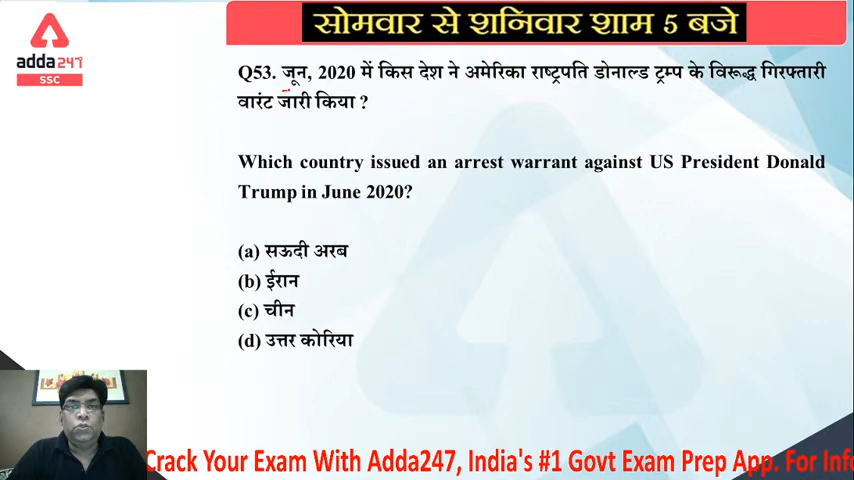 सोमवार से शनिवार शाम 5 बजे
adda247
SSC
Q53. जून, 2020 में किस देश ने अमेरिका राष्ट्रपति डोनाल्ड ट्रम्प के विरूद्ध गिरफ्तारी
वारंट जारी किया ?
Which country issued an arrest warrant against US President Donald
Trump in June 2020?
(a) सऊदी अरब
(b) ईरान
(c) चीन
(d) उत्तर कोरिया
Crack Your Exam With Adda247, India's #1 Govt Exam Prep App. For Info